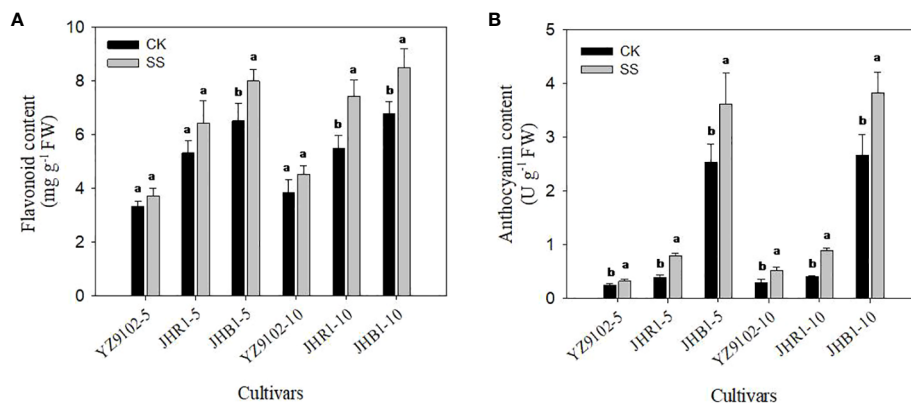 A
Flavonoid content
(mg g-1 FW)
10
8
6
4
2
0
CK
SS
a a
a a
b a
a a
b a
b a
YZ9102-5
JHR1-5
JHB1-5
YZ9102-10
JHR1-10
JHB1-10
Cultivars
B
Anthocyanin content
(U g-1 FW)
5
4
3
2
1
0
CK
SS
b a
b a
b a
b a
b a
b a
YZ9102-5
JHR1-5
JHB1-5
YZ9102-10
JHR1-10
JHB1-10
Cultivars